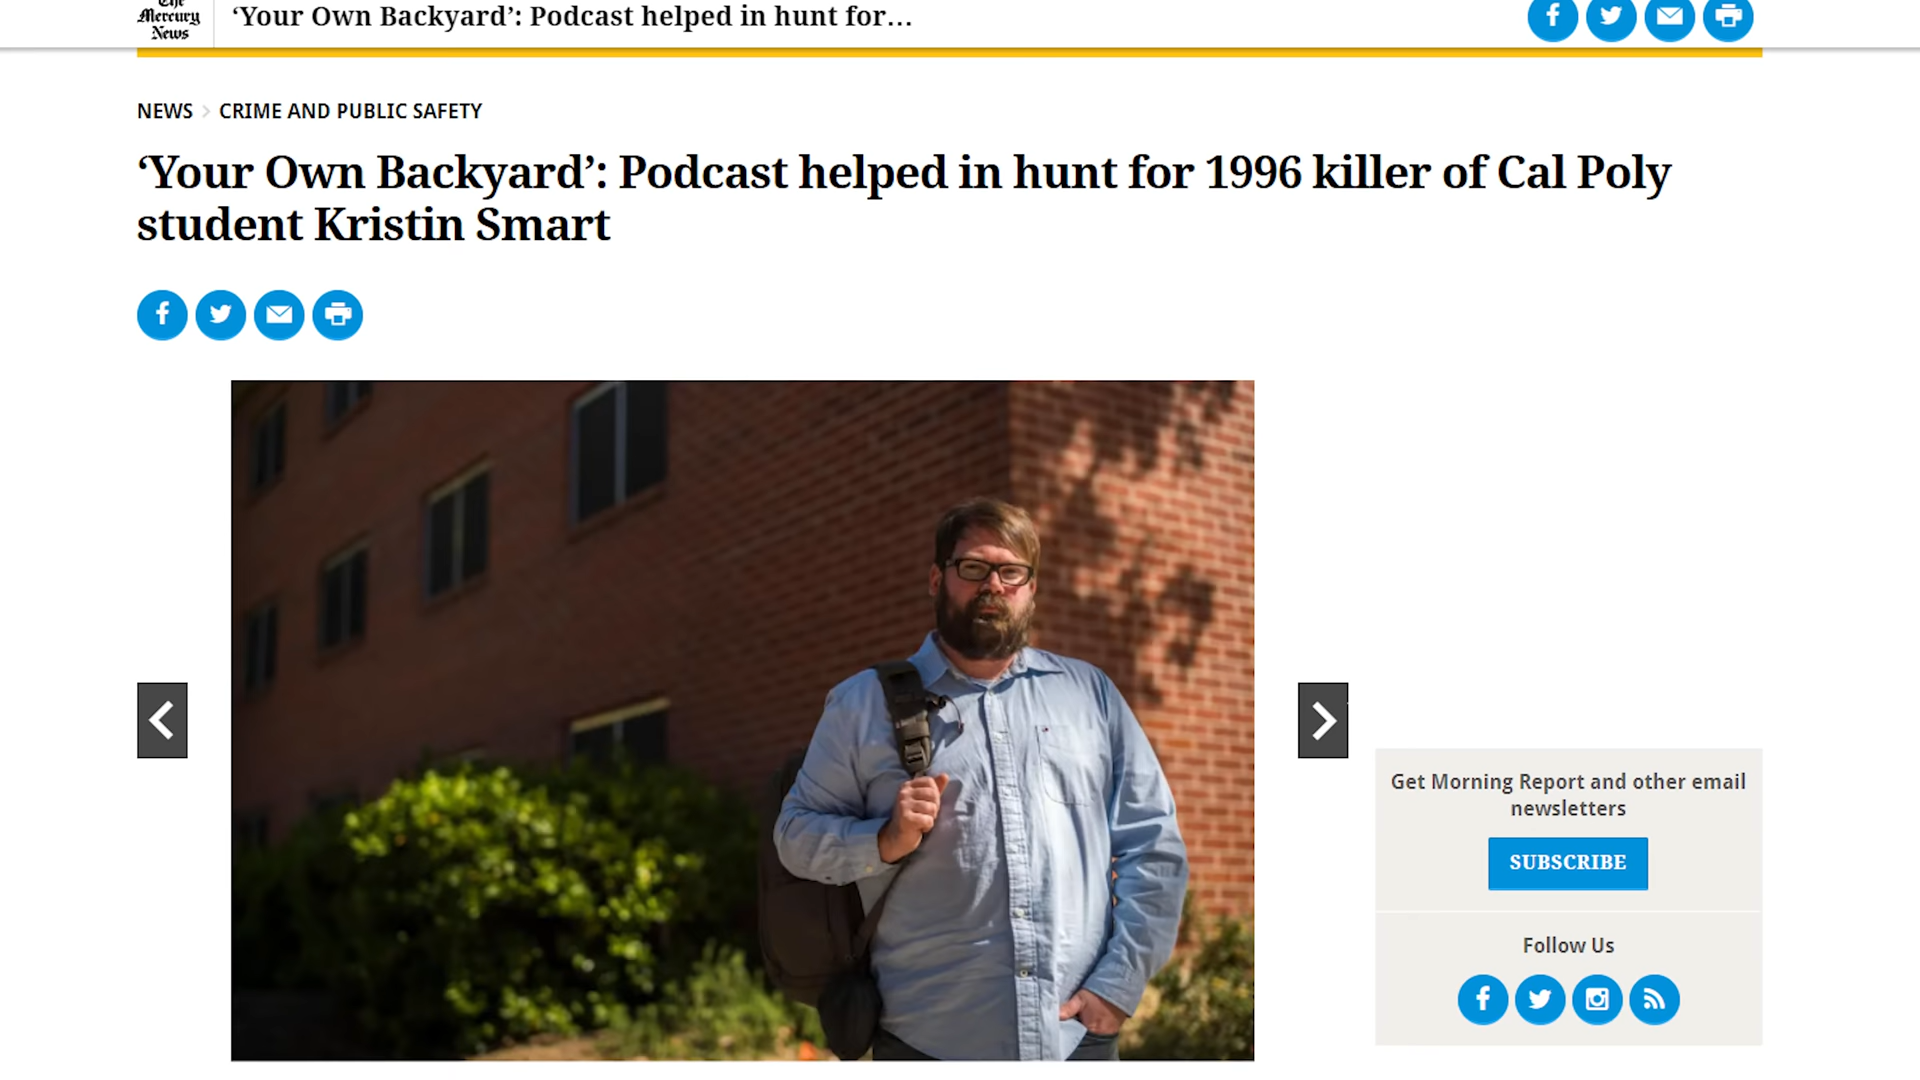 The
Mercury
News
‘Your Own Backyard’: Podcast helped in hunt for…
NEWS > CRIME AND PUBLIC SAFETY
‘Your Own Backyard’: Podcast helped in hunt for 1996 killer of Cal Poly
student Kristin Smart
Get Morning Report and other email
newsletters
SUBSCRIBE
Follow Us